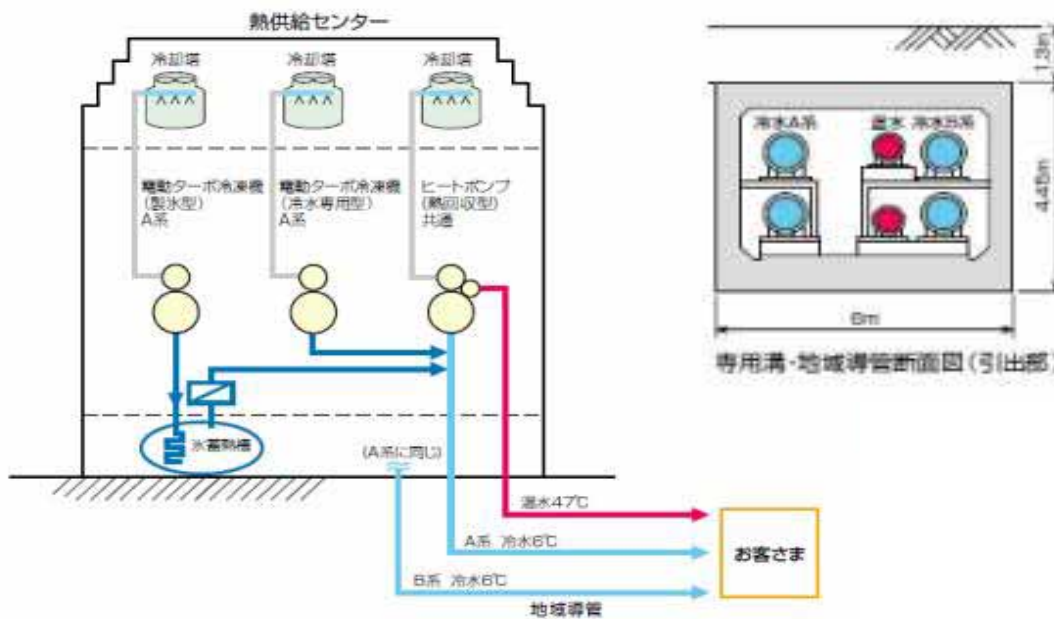 熱供給センター
冷却塔
冷却塔
冷却塔
電動ターボ冷凍機
(製氷型)
A系
電動ターボ冷凍機
(冷水専用型)
A系
ヒートポンプ
(熱回収型)
共通
氷蓄熱槽
(A系に同じ)
温水47℃
A系 冷水6℃
B系 冷水6℃
地域導管
お客さま
1.3m
冷水A系
温水
冷水B系
4.45m
6m
専用溝・地域導管断面図(引出部)